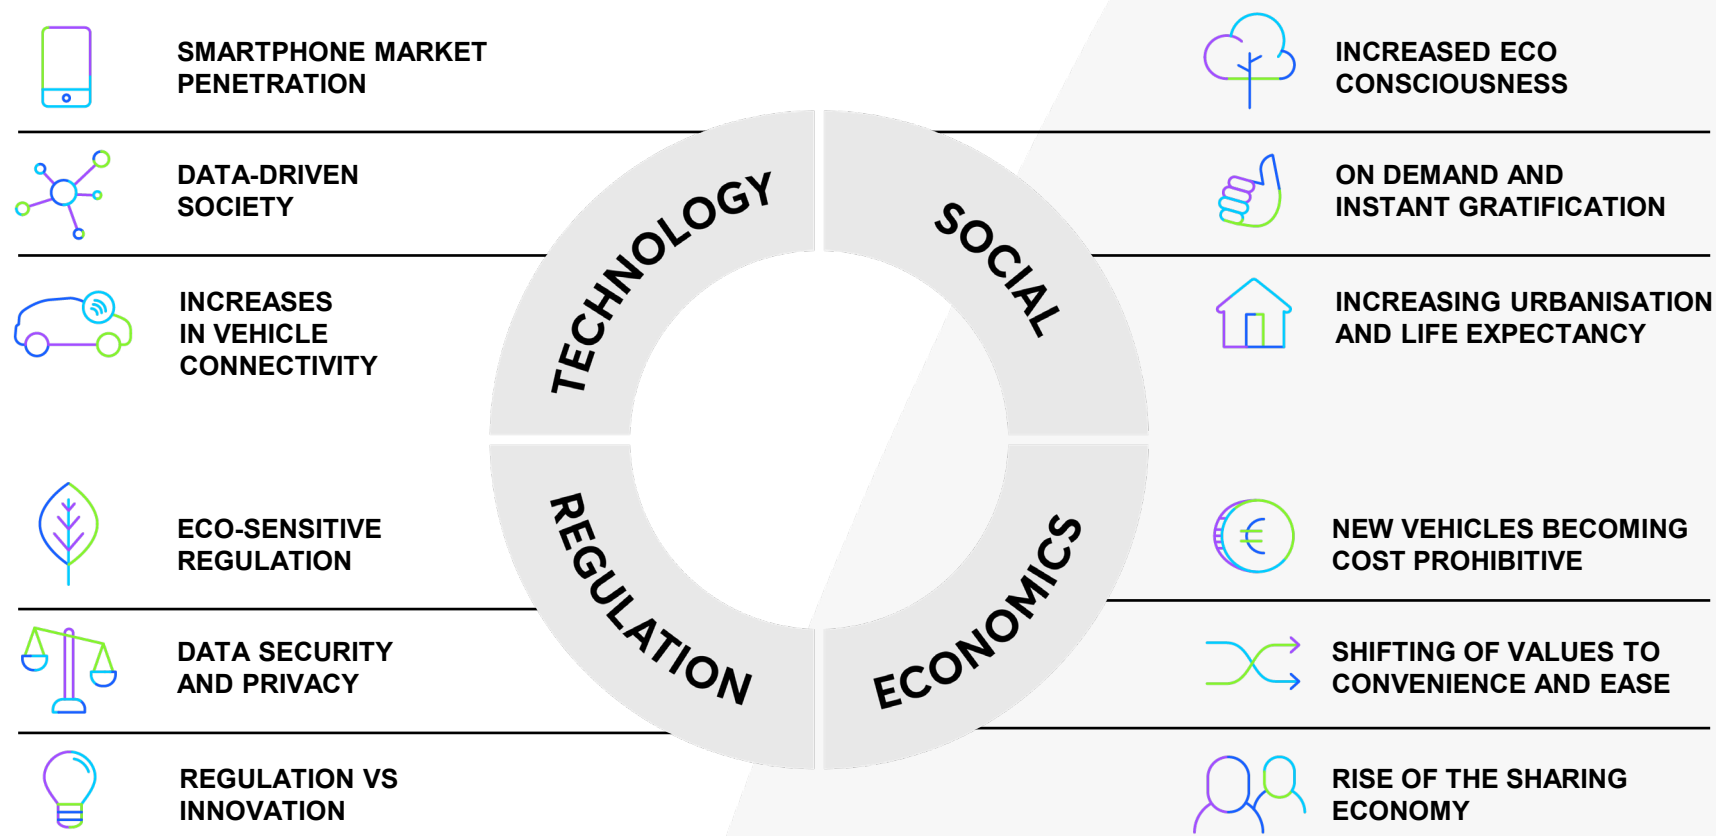 SMARTPHONE MARKET
PENETRATION
DATA-DRIVEN
SOCIETY
INCREASES
IN VEHICLE
CONNECTIVITY
TECHNOLOGY
SOCIAL
INCREASED ECO
CONSCIOUSNESS
ON DEMAND AND
INSTANT GRATIFICATION
INCREASING URBANISATION
AND LIFE EXPECTANCY
ECO-SENSITIVE
REGULATION
DATA SECURITY
AND PRIVACY
REGULATION VS
INNOVATION
REGULATION
ECONOMICS
€
NEW VEHICLES BECOMING
COST PROHIBITIVE
SHIFTING OF VALUES TO
CONVENIENCE AND EASE
RISE OF THE SHARING
ECONOMY